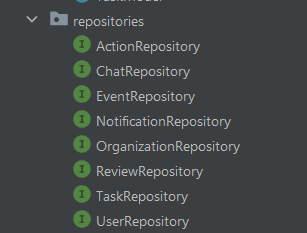 repositories
I ActionRepository
I ChatRepository
I EventRepository
I NotificationRepository
I OrganizationRepository
I ReviewRepository
I TaskRepository
I UserRepository